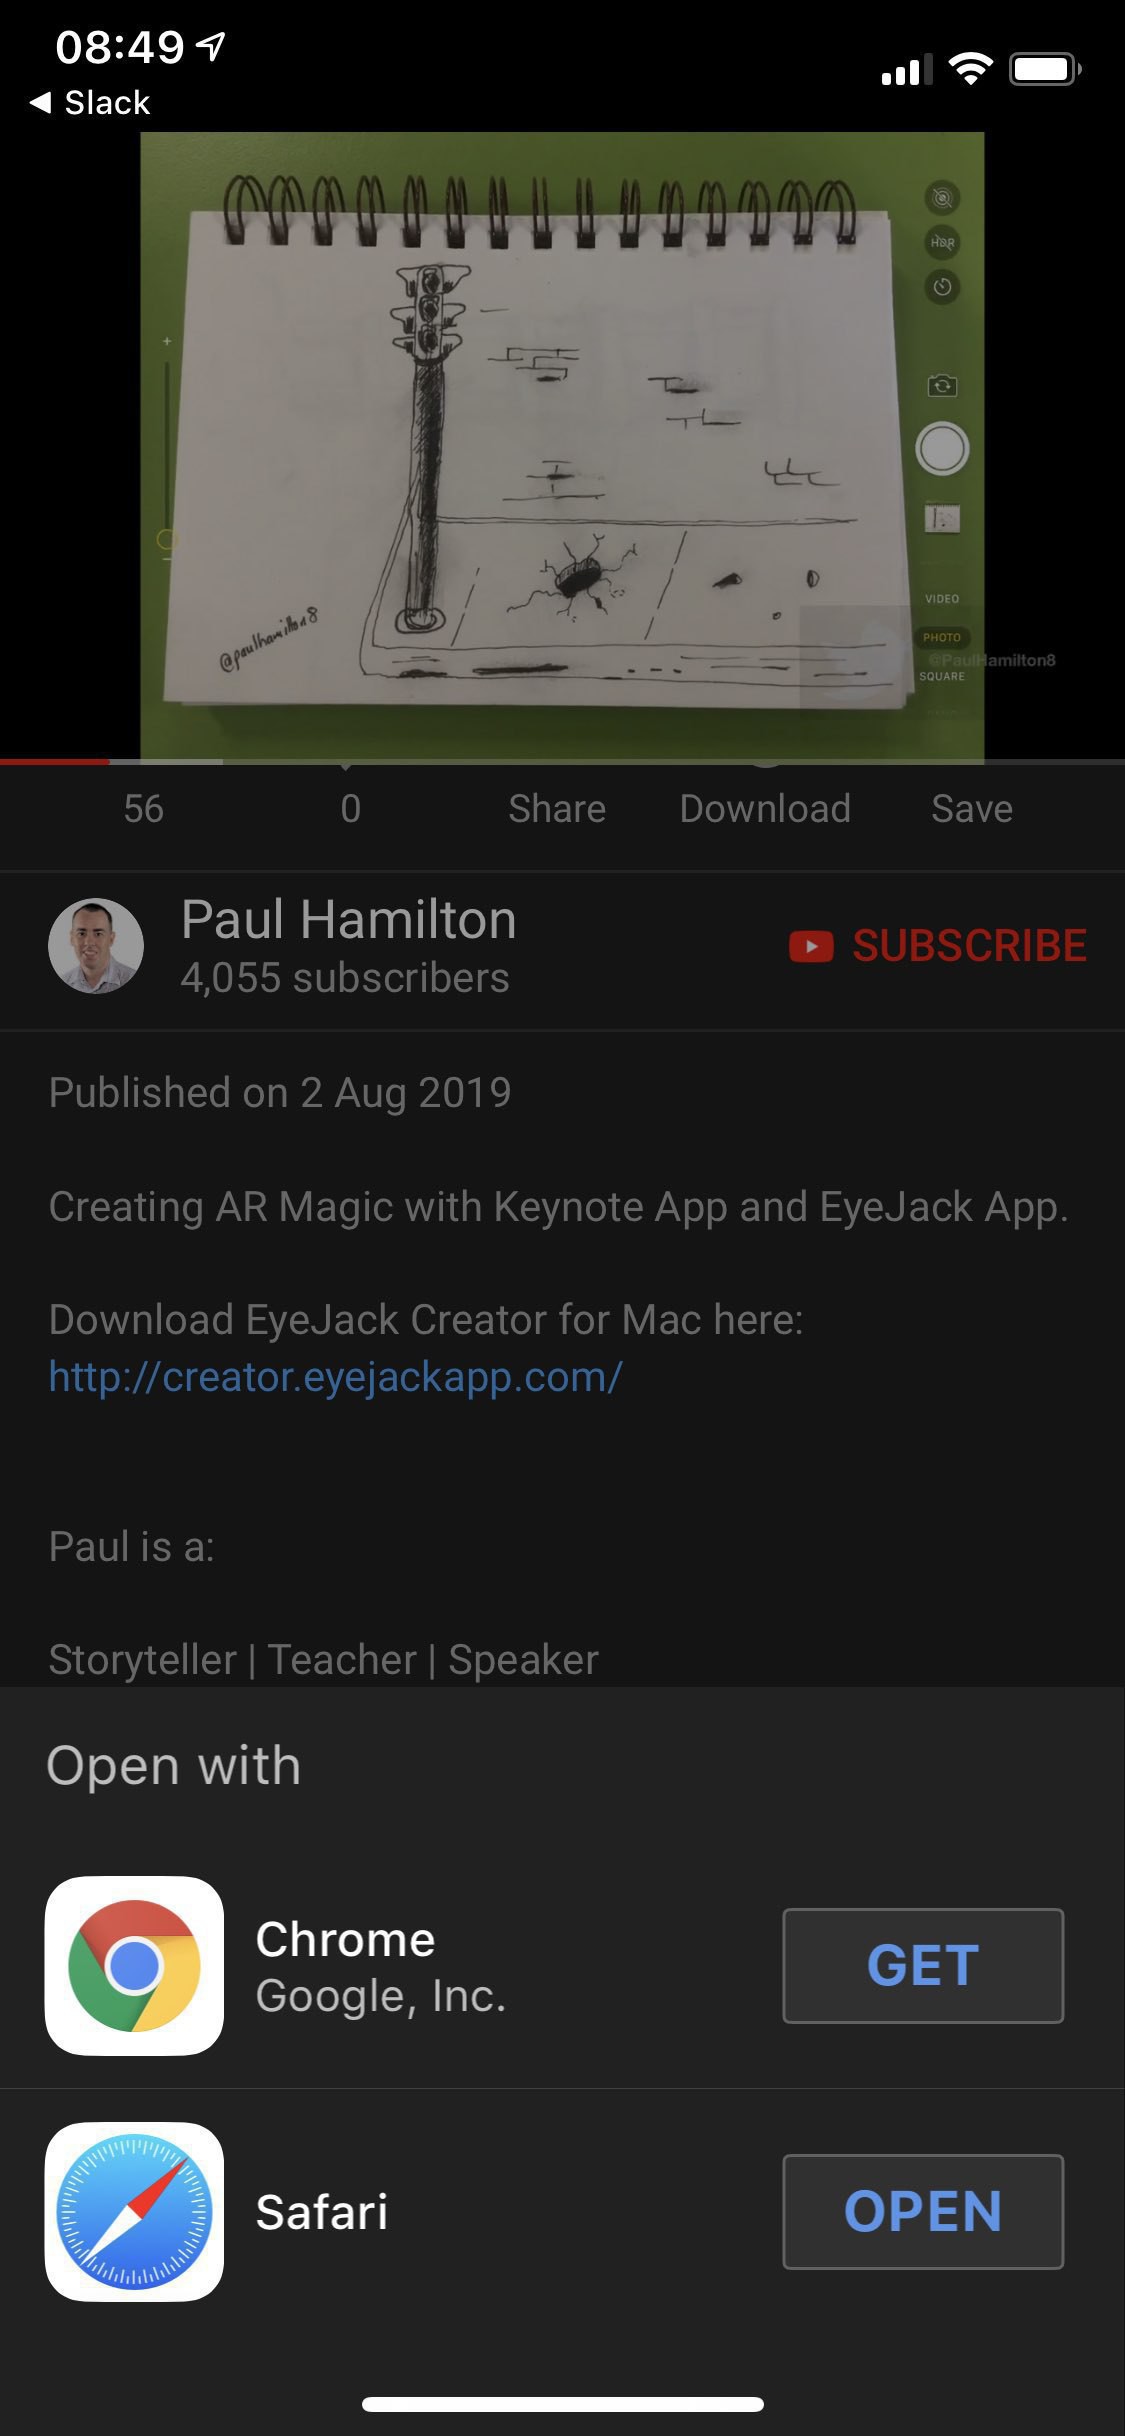 08:49
Slack
HDR
VIDEO
PHOTO
SQUARE
@paulhamilton8
@PaulHamilton8
56
0
Share
Download
Save
Paul Hamilton
4,055 subscribers
SUBSCRIBE
Published on 2 Aug 2019
Creating AR Magic with Keynote App and EyeJack App.
Download EyeJack Creator for Mac here:
http://creator.eyejackapp.com/
Paul is a:
Storyteller | Teacher | Speaker
Open with
Chrome
Google, Inc.
GET
Safari
OPEN